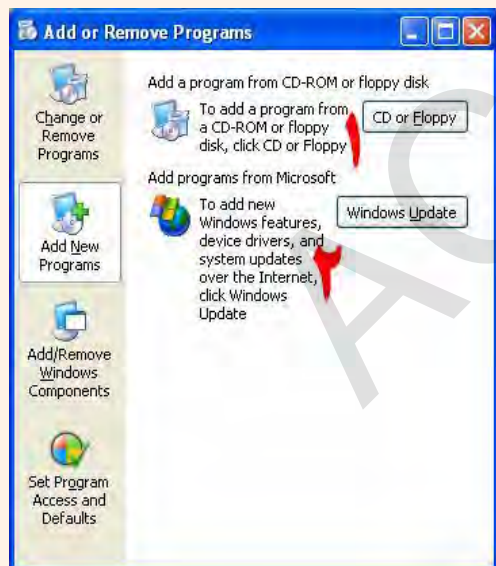 Add or Remove Programs
Change or
Remove
Programs
Add New
Programs
Add/Remove
Windows
Components
Set Program
Access and
Defaults
Add a program from CD-ROM or floppy disk
To add a program from
a CD-ROM or floppy
disk, click CD or Floppy
CD or Floppy
١
Add programs from Microsoft
To add new
Windows features,
device drivers, and
system updates
over the Internet,
click Windows
Update
Windows Update
٢
AC